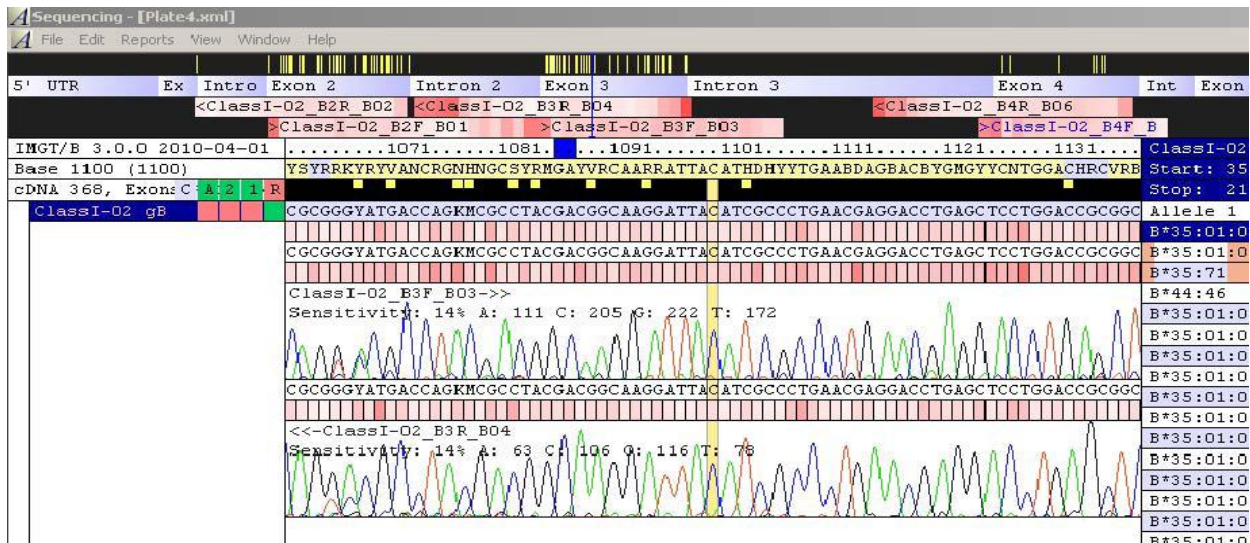 Sequencing - [Plate4.xml]
File Edit Reports View Window Help
5' UTR Ex Intro Exon 2 Intron 2 Exon 3 Intron 3 Exon 4 Int Exon
<ClassI-02_B2R_B02 <ClassI-02_B3R_B04 <ClassI-02_B4R_B06
>ClassI-02_B2F_B01 >ClassI-02_B3F_B03 >ClassI-02_B4F_B
IMGT/B 3.0.0 2010-04-01 1071 1081 1091 1101 1111 1121 1131 ClassI-02
Base 1100 (1100) YSYRRKYRYVANCRGNHNGCSYRMGAYVRCAARRATTACATHDHYYTGAABDAGBACBYGMGYYCNTGGACHRCVRB Start: 35
cDNA 368, Exons C A 2 1 R Stop: 21
ClassI-02 gB CGCGGGYATGACCAGKMCGCCTACGACGGCAAGGATTACATCGCCCTGAACGAGGACCTGAGCTCCTGGACCGCGGC Allele 1
B*35:01:0
CGCGGGYATGACCAGKMCGCCTACGACGGCAAGGATTACATCGCCCTGAACGAGGACCTGAGCTCCTGGACCGCGGC B*35:01:0
B*35:71
ClassI-02_B3F_B03->> B*44:46
Sensitivity: 14% A: 111 C: 205 G: 222 T: 172 B*35:01:0
B*35:01:0
B*35:01:0
B*35:01:0
CGCGGGYATGACCAGKMCGCCTACGACGGCAAGGATTACATCGCCCTGAACGAGGACCTGAGCTCCTGGACCGCGGC B*35:01:0
B*35:01:0
<<-ClassI-02_B3R_B04 B*35:01:0
Sensitivity: 14% A: 63 C: 106 G: 116 T: 78 B*35:01:0
B*35:01:0
B*35:01:0
B*35:01:0
B*35:01:0